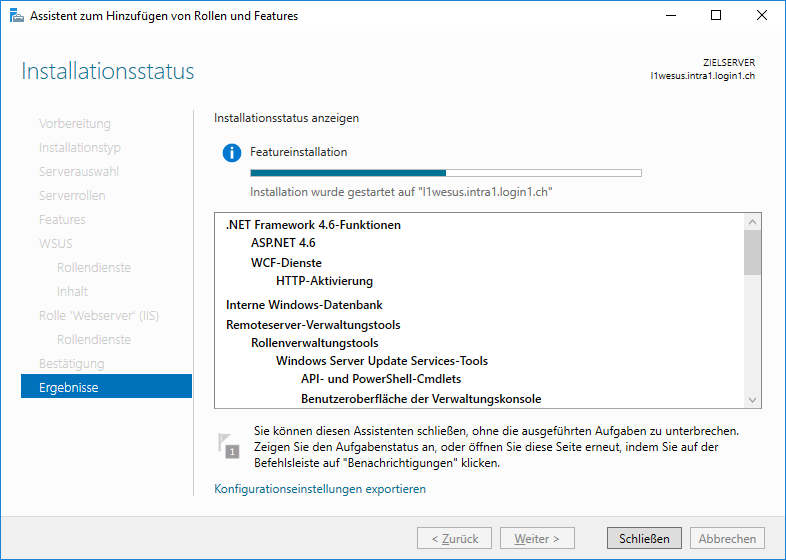 Assistent zum Hinzufügen von Rollen und Features
Installationsstatus
ZIELSERVER
l1wesus.intra1.login1.ch
Vorbereitung
Installationstyp
Serverauswahl
Serverrollen
Features
WSUS
Rollendienste
Inhalt
Rolle 'Webserver' (IIS)
Rollendienste
Bestätigung
Ergebnisse
Installationsstatus anzeigen
Featureinstallation
Installation wurde gestartet auf "l1wesus.intra1.login1.ch"
.NET Framework 4.6-Funktionen
ASP.NET 4.6
WCF-Dienste
HTTP-Aktivierung
Interne Windows-Datenbank
Remoteserver-Verwaltungstools
Rollenverwaltungstools
Windows Server Update Services-Tools
API- und PowerShell-Cmdlets
Benutzeroberfläche der Verwaltungskonsole
1
Sie können diesen Assistenten schließen, ohne die ausgeführten Aufgaben zu unterbrechen.
Zeigen Sie den Aufgabenstatus an, oder öffnen Sie diese Seite erneut, indem Sie auf der
Befehlsleiste auf "Benachrichtigungen" klicken.
Konfigurationseinstellungen exportieren
< Zurück
Weiter >
Schließen
Abbrechen